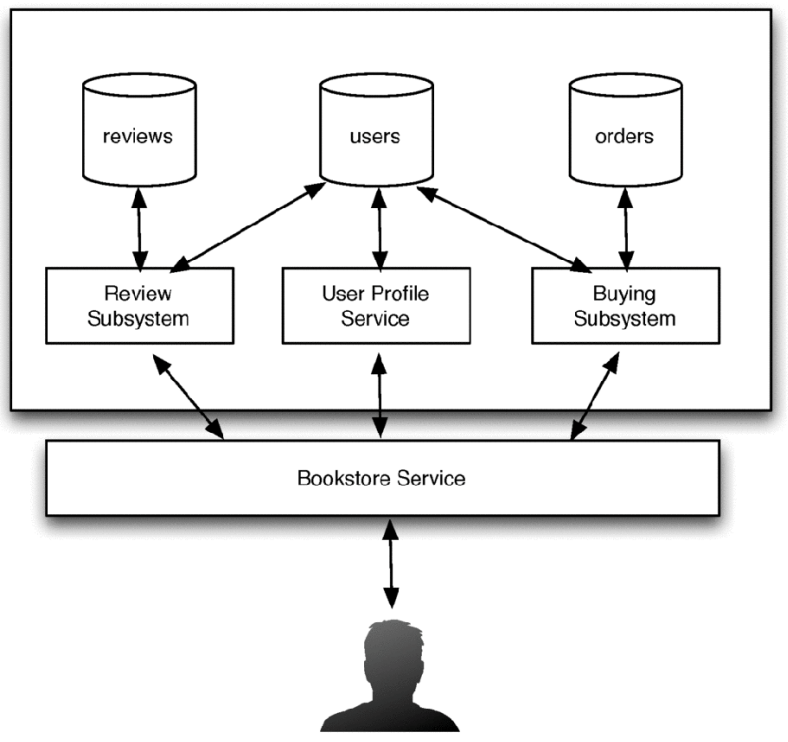 reviews
users
orders
Review
Subsystem
User Profile
Service
Buying
Subsystem
Bookstore Service